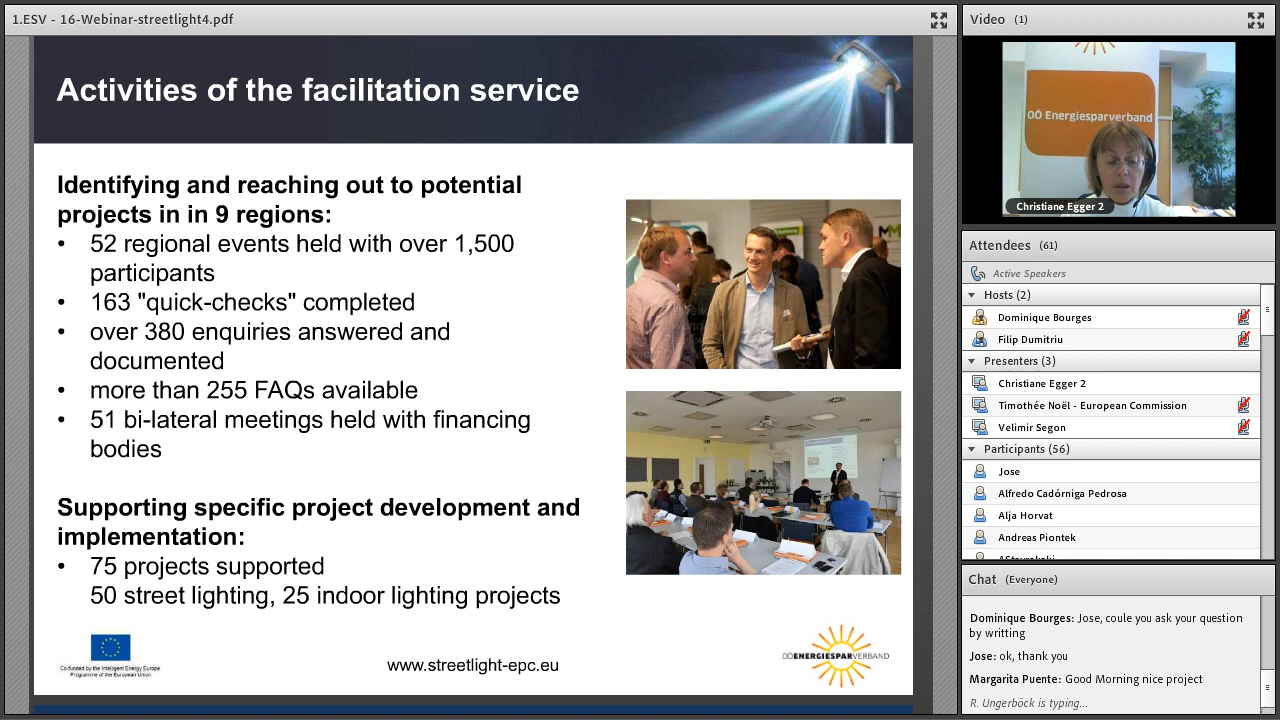 1.ESV - 16-Webinar-streetlight4.pdf
Activities of the facilitation service
Identifying and reaching out to potential
projects in in 9 regions:
• 52 regional events held with over 1,500
participants
• 163 "quick-checks" completed
• over 380 enquiries answered and
documented
• more than 255 FAQs available
• 51 bi-lateral meetings held with financing
bodies
Supporting specific project development and
implementation:
• 75 projects supported
50 street lighting, 25 indoor lighting projects
Co-funded by the Intelligent Energy Europe
Programme of the European Union
www.streetlight-epc.eu
OÖENERGIESPARVERBAND
Video (1)
OÖ Energiesparverband
Christiane Egger 2
Attendees (61)
Active Speakers
Hosts (2)
Dominique Bourges
Filip Dumitriu
Presenters (3)
Christiane Egger 2
Timothée Noël - European Commission
Velimir Segon
Participants (56)
Jose
Alfredo Cadórniga Pedrosa
Alja Horvat
Andreas Piontek
Chat (Everyone)
Dominique Bourges: Jose, coule you ask your question
by writting
Jose: ok, thank you
Margarita Puente: Good Morning nice project
R. Ungerböck is typing...